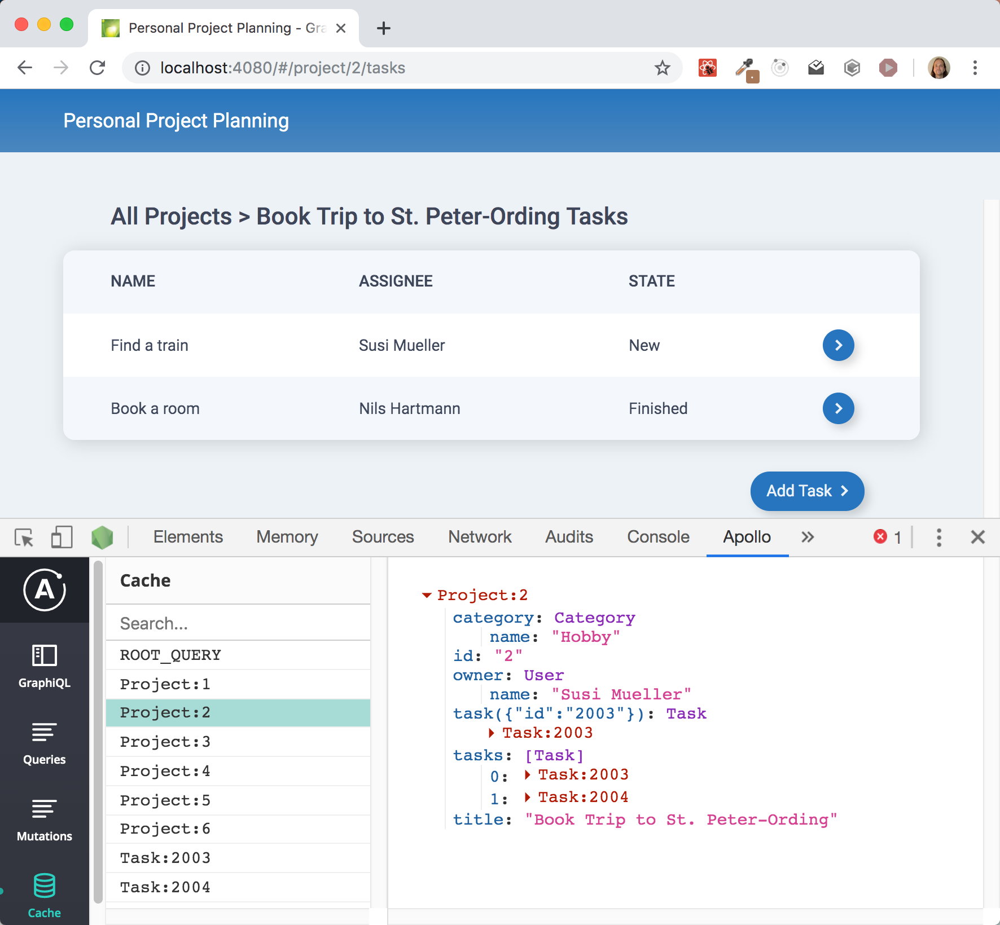 Personal Project Planning - Gra
localhost:4080/#/project/2/tasks
Personal Project Planning
All Projects > Book Trip to St. Peter-Ording Tasks
NAME ASSIGNEE STATE
Find a train Susi Mueller New
Book a room Nils Hartmann Finished
Add Task
Elements Memory Sources Network Audits Console Apollo » 1
A
GraphiQL
Queries
Mutations
Cache
Cache
Search...
ROOT_QUERY
Project:1
Project:2
Project:3
Project:4
Project:5
Project:6
Task:2003
Task:2004
Project:2
category: Category
name: "Hobby"
id: "2"
owner: User
name: "Susi Mueller"
task({"id":"2003"}): Task
Task:2003
tasks: [Task]
0: Task:2003
1: Task:2004
title: "Book Trip to St. Peter-Ording"